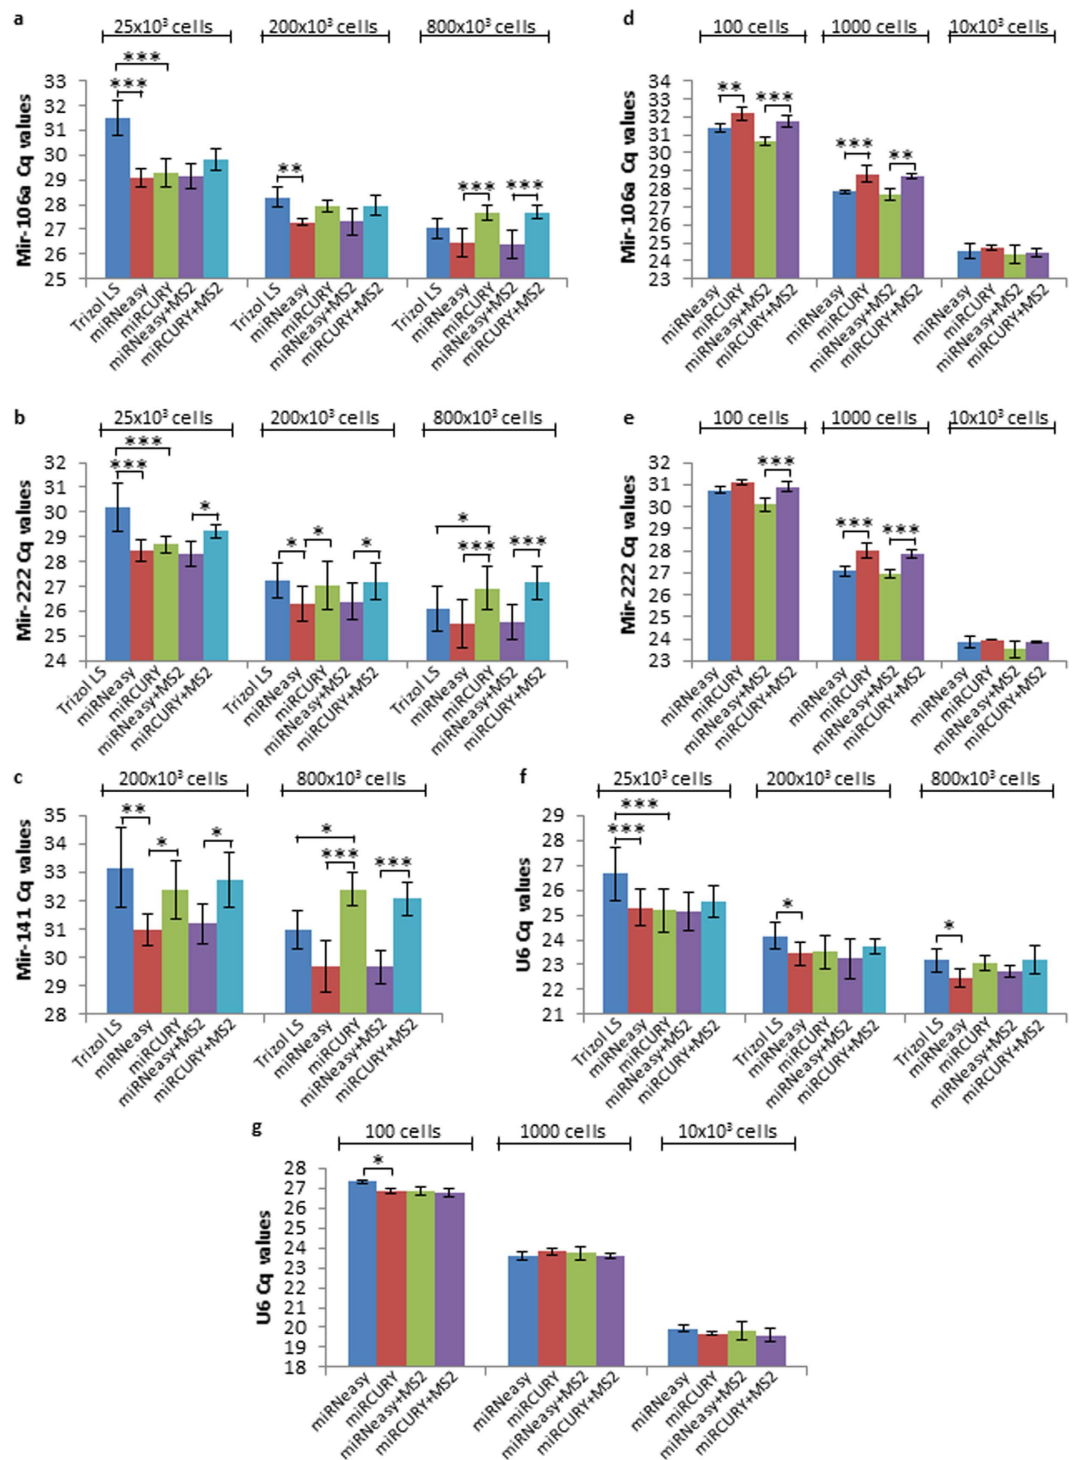 a
25x10³ cells 200x10³ cells 800x10³ cells
***
*** ** *** ***
Mir-106a Cq values
33
32
31
30
29
28
27
26
25
Trizol LS miRNeasy miRCURY miRNeasy+MS2 miRCURY+MS2
Trizol LS miRNeasy miRCURY miRNeasy+MS2 miRCURY+MS2
Trizol LS miRNeasy miRCURY miRNeasy+MS2 miRCURY+MS2
d
100 cells 1000 cells 10x10³ cells
** *** *** **
Mir-106a Cq values
34
33
32
31
30
29
28
27
26
25
24
23
miRNeasy miRCURY miRNeasy+MS2 miRCURY+MS2
miRNeasy miRCURY miRNeasy+MS2 miRCURY+MS2
miRNeasy miRCURY miRNeasy+MS2 miRCURY+MS2
b
25x10³ cells 200x10³ cells 800x10³ cells
*** *
*** * * * * *** ***
Mir-222 Cq values
32
31
30
29
28
27
26
25
24
Trizol LS miRNeasy miRCURY miRNeasy+MS2 miRCURY+MS2
Trizol LS miRNeasy miRCURY miRNeasy+MS2 miRCURY+MS2
Trizol LS miRNeasy miRCURY miRNeasy+MS2 miRCURY+MS2
e
100 cells 1000 cells 10x10³ cells
*** *** ***
Mir-222 Cq values
32
31
30
29
28
27
26
25
24
23
miRNeasy miRCURY miRNeasy+MS2 miRCURY+MS2
miRNeasy miRCURY miRNeasy+MS2 miRCURY+MS2
miRNeasy miRCURY miRNeasy+MS2 miRCURY+MS2
c
200x10³ cells 800x10³ cells
** * * * *** ***
Mir-141 Cq values
35
34
33
32
31
30
29
28
Trizol LS miRNeasy miRCURY miRNeasy+MS2 miRCURY+MS2
Trizol LS miRNeasy miRCURY miRNeasy+MS2 miRCURY+MS2
f
25x10³ cells 200x10³ cells 800x10³ cells
***
*** * *
U6 Cq values
29
28
27
26
25
24
23
22
21
Trizol LS miRNeasy miRCURY miRNeasy+MS2 miRCURY+MS2
Trizol LS miRNeasy miRCURY miRNeasy+MS2 miRCURY+MS2
Trizol LS miRNeasy miRCURY miRNeasy+MS2 miRCURY+MS2
g
100 cells 1000 cells 10x10³ cells
*
U6 Cq values
28
27
26
25
24
23
22
21
20
19
18
miRNeasy miRCURY miRNeasy+MS2 miRCURY+MS2
miRNeasy miRCURY miRNeasy+MS2 miRCURY+MS2
miRNeasy miRCURY miRNeasy+MS2 miRCURY+MS2